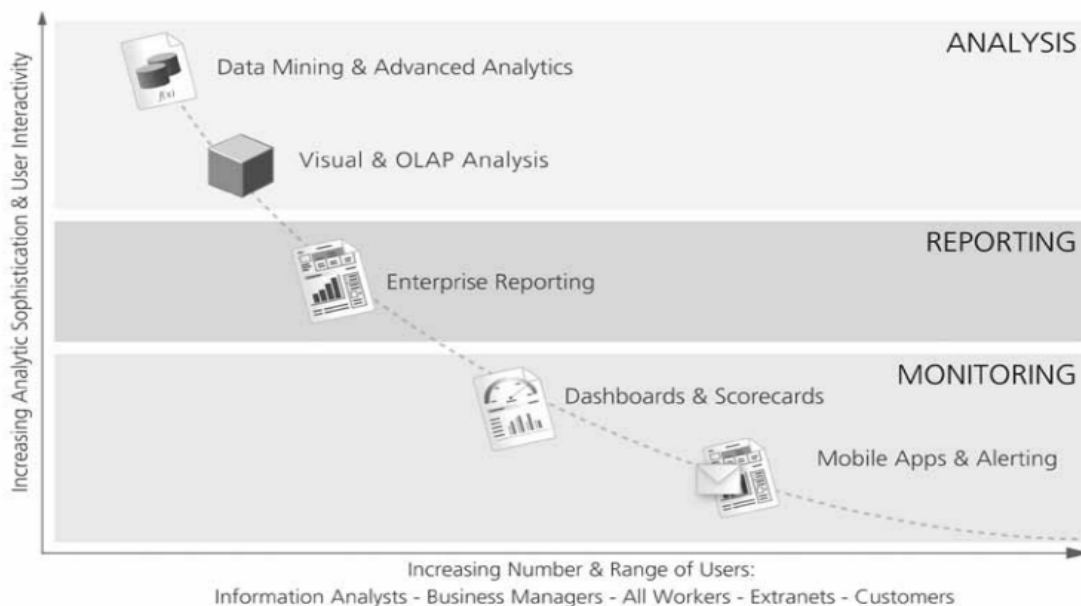 ANALYSIS
Data Mining & Advanced Analytics
f(x)
Visual & OLAP Analysis
REPORTING
Enterprise Reporting
MONITORING
Dashboards & Scorecards
Mobile Apps & Alerting
Increasing Analytic Sophistication & User Interactivity
Increasing Number & Range of Users:
Information Analysts - Business Managers - All Workers - Extranets - Customers